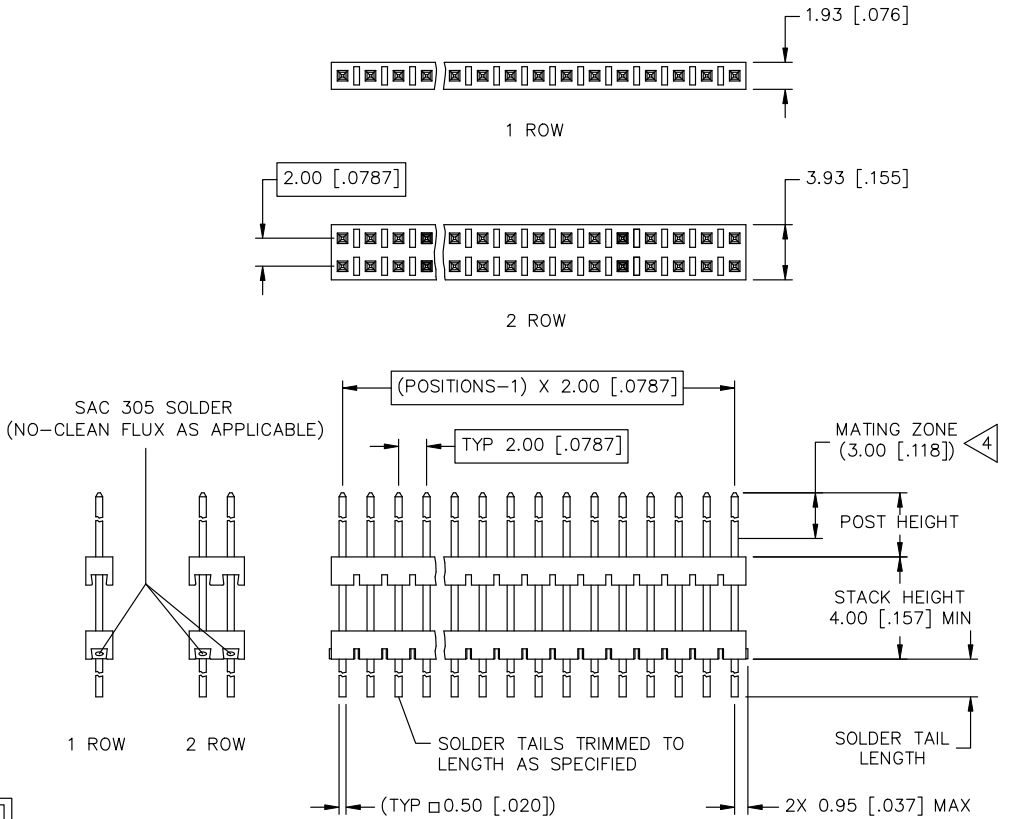 1.93 [.076]
1 ROW
2.00 [.0787]
3.93 [.155]
2 ROW
(POSITIONS-1) X 2.00 [.0787]
SAC 305 SOLDER
(NO-CLEAN FLUX AS APPLICABLE)
TYP 2.00 [.0787]
MATING ZONE
(3.00 [.118])
4
POST HEIGHT
STACK HEIGHT
4.00 [.157] MIN
1 ROW
2 ROW
SOLDER TAILS TRIMMED TO
LENGTH AS SPECIFIED
SOLDER TAIL
LENGTH
(TYP □0.50 [.020])
2X 0.95 [.037] MAX